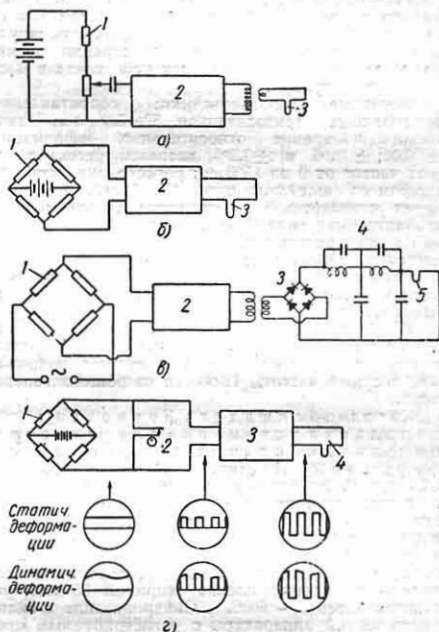 1
2
3
а)
1
2
3
б)
1
2
3
4
5
~
в)
1
2
3
4
Статич.
деформа-
ции
Динамич.
деформа-
ции
г)